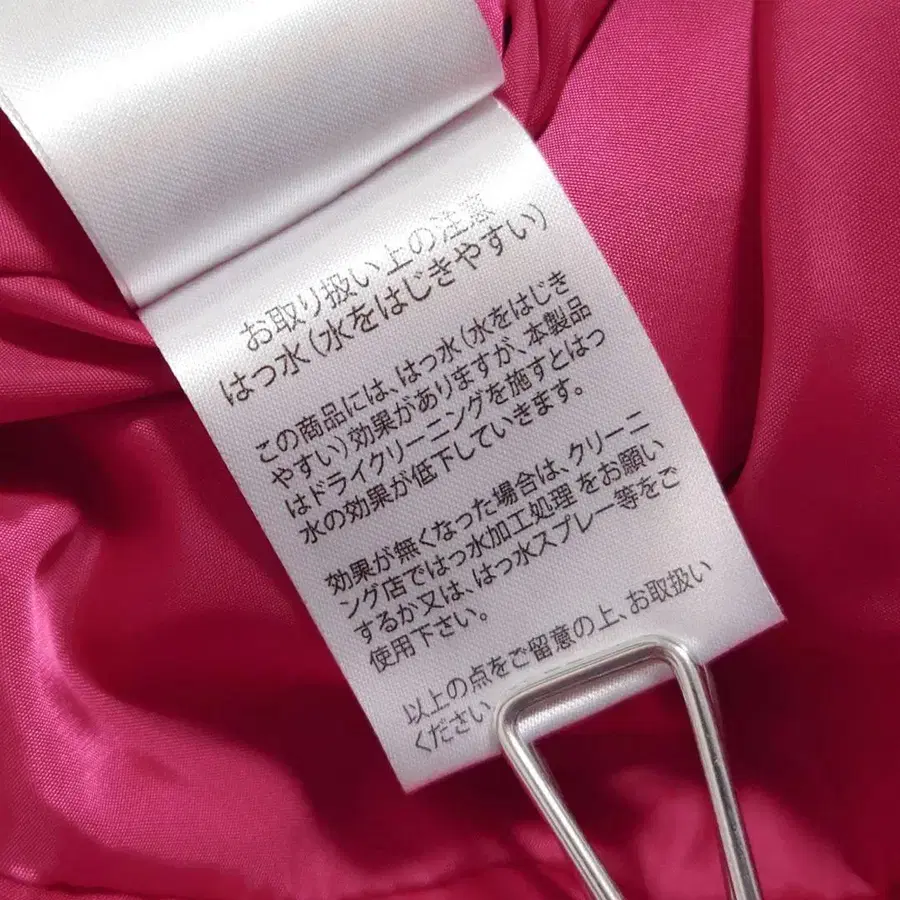 お取り扱い上の注意
はっ水（水をはじきやすい）
この商品には、はっ水（水をはじき
やすい）効果がありますが、本製品
はドライクリーニングを施すとはっ
水の効果が低下していきます。
効果が無くなった場合は、クリーニ
ング店ではっ水加工処理をお願い
するか又は、はっ水スプレー等をご
使用下さい。
以上の点をご留意の上、お取扱い
ください